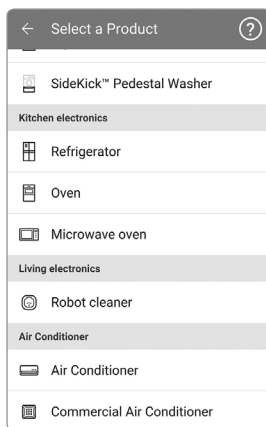 ← Select a Product ?
SideKick™ Pedestal Washer
Kitchen electronics
Refrigerator
Oven
Microwave oven
Living electronics
Robot cleaner
Air Conditioner
Air Conditioner
Commercial Air Conditioner